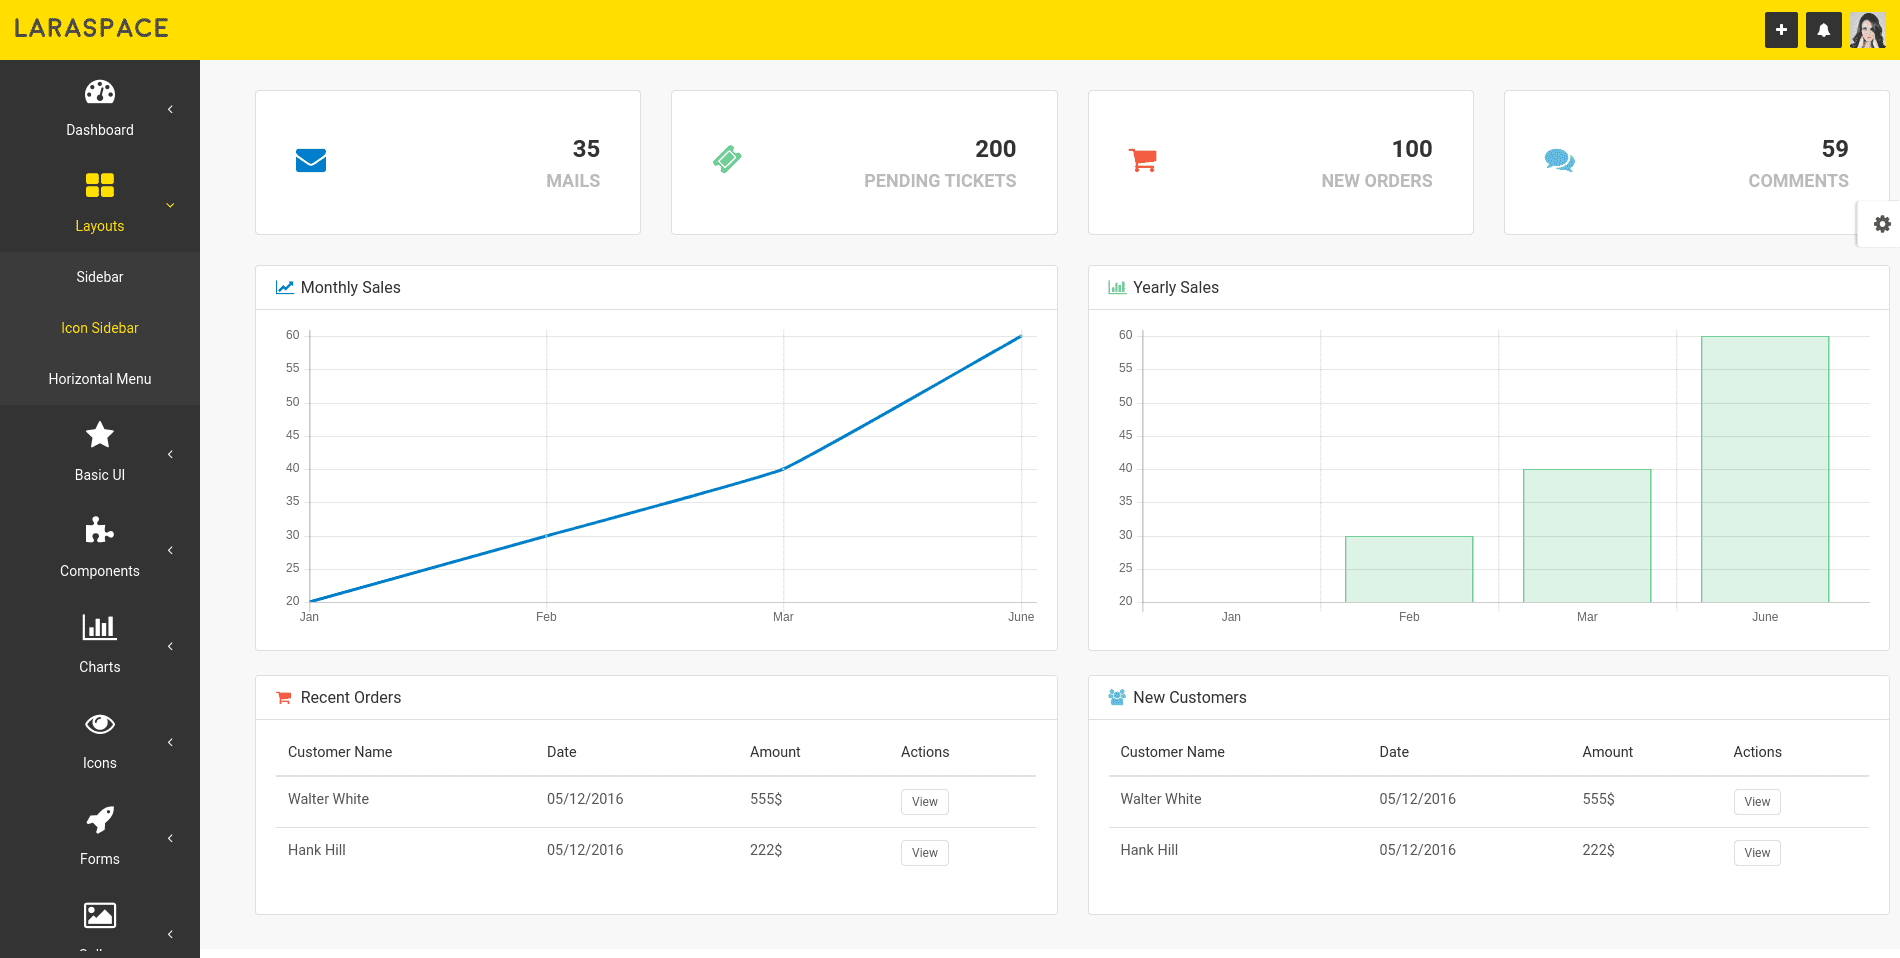 LARASPACE
Dashboard
Layouts
Sidebar
Icon Sidebar
Horizontal Menu
Basic UI
Components
Charts
Icons
Forms
35
MAILS
200
PENDING TICKETS
100
NEW ORDERS
59
COMMENTS
Monthly Sales
60
55
50
45
40
35
30
25
20
Jan Feb Mar June
Yearly Sales
60
55
50
45
40
35
30
25
20
Jan Feb Mar June
Recent Orders
Customer Name Date Amount Actions
Walter White 05/12/2016 555$ View
Hank Hill 05/12/2016 222$ View
New Customers
Customer Name Date Amount Actions
Walter White 05/12/2016 555$ View
Hank Hill 05/12/2016 222$ View